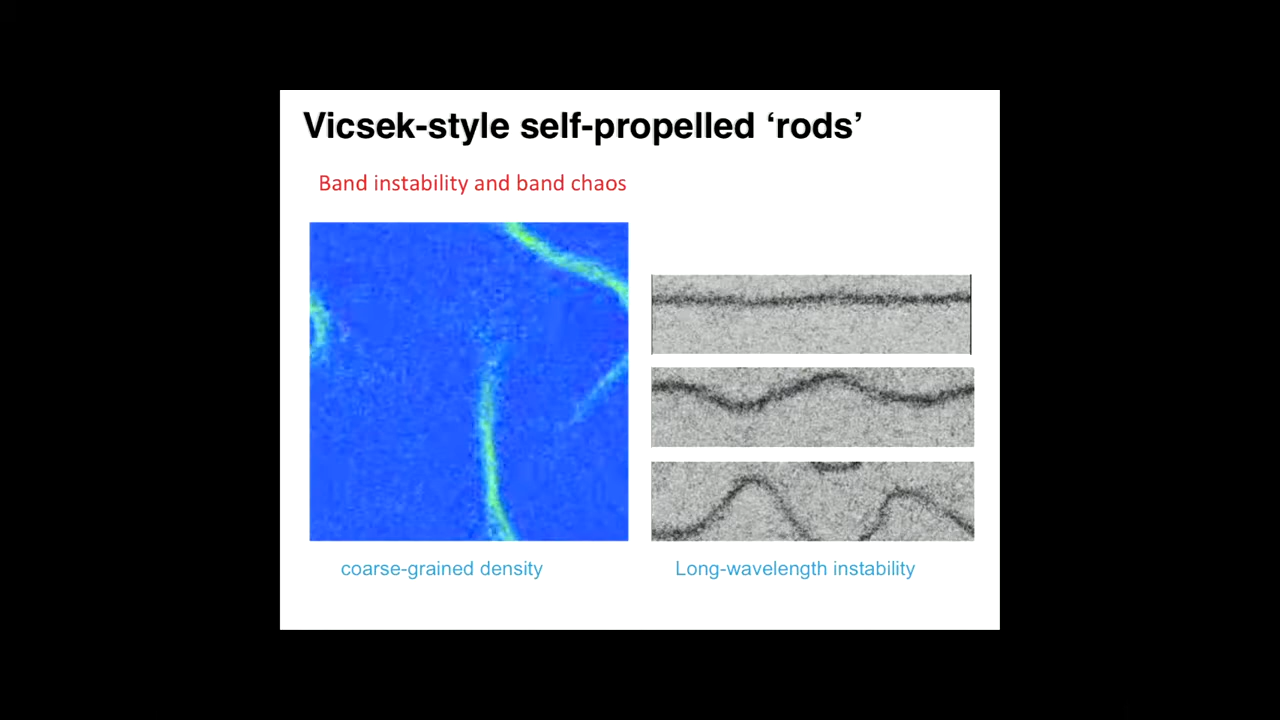 Vicsek-style self-propelled ‘rods’
Band instability and band chaos
coarse-grained density
Long-wavelength instability